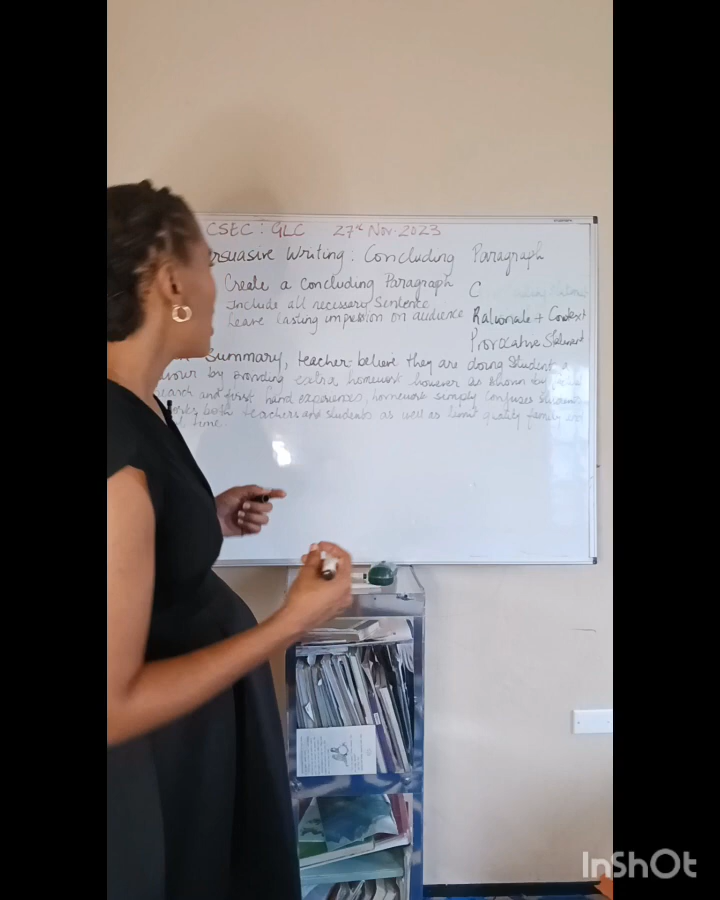 CSEC : GLC 27st Nov. 2023
Persuasive Writing : Concluding Paragraph
Create a concluding Paragraph
C
Include all necessary Sentence
Leave lasting impression on audience
Rationale + Context
Provocative Statement
Summary, teacher believe they are doing Student a
by providing extra homework however as shown by
and first hand experiences, homework simply confuses Students
both teachers and students as well as limit quality family
time.
InShOt